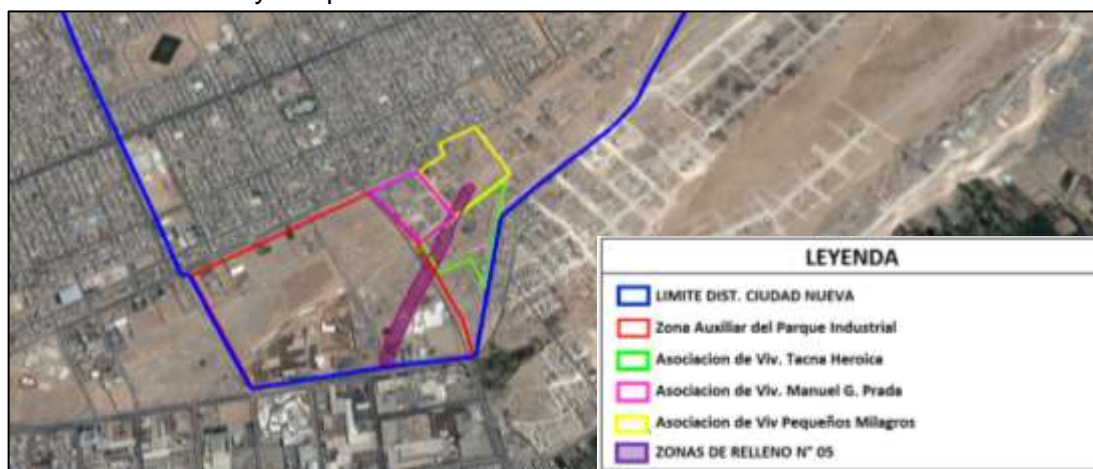 LEYENDA
LIMITE DIST. CIUDAD NUEVA
Zona Auxiliar del Parque Industrial
Asociacion de Viv. Tacna Heroica
Asociacion de Viv. Manuel G. Prada
Asociacion de Viv Pequeños Milagros
ZONAS DE RELLENO N° 05